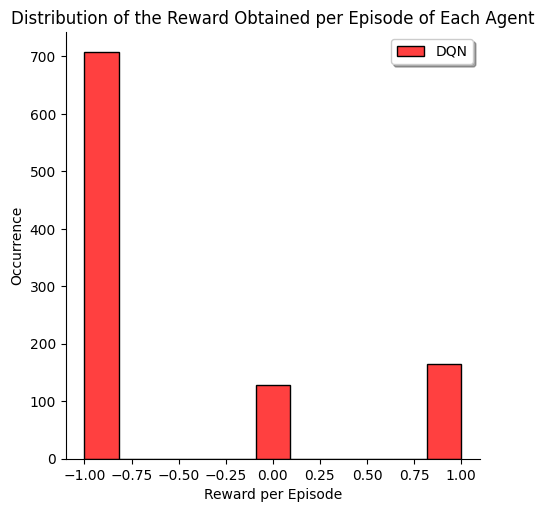 Distribution of the Reward Obtained per Episode of Each Agent
DQN
700
600
500
400
300
200
100
0
Occurrence
−1.00 −0.75 −0.50 −0.25 0.00 0.25 0.50 0.75 1.00
Reward per Episode